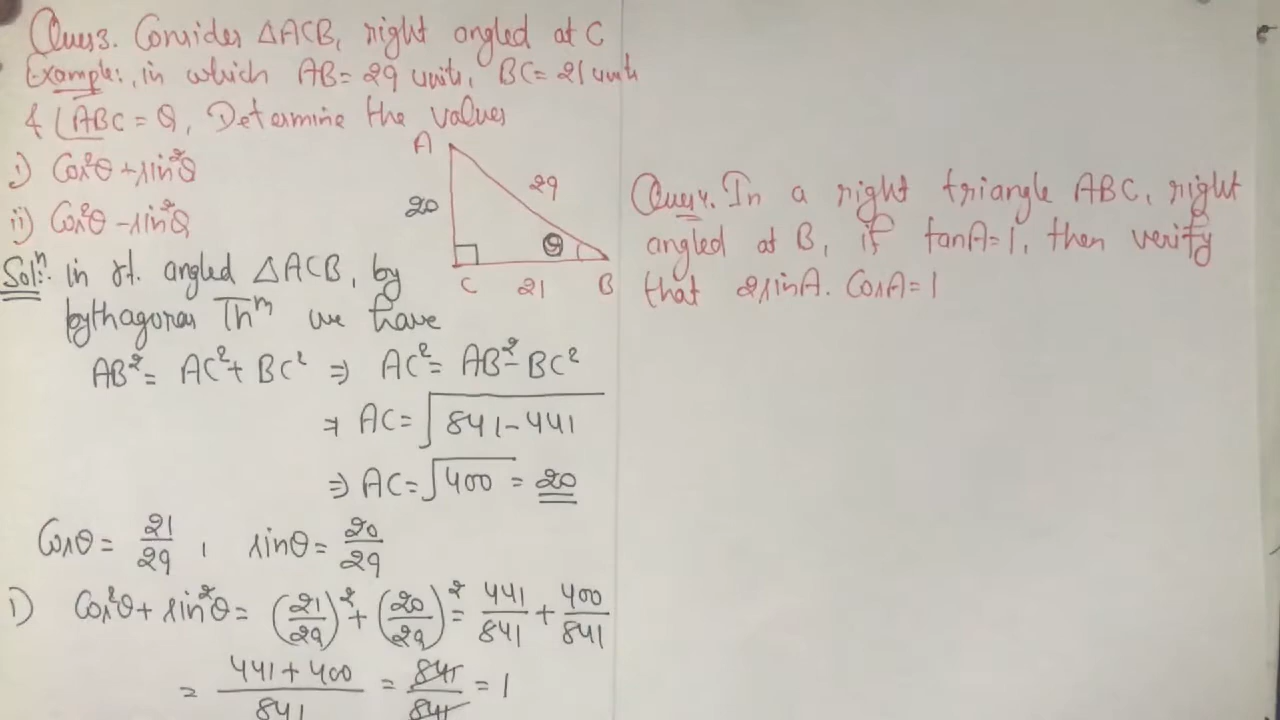 Ques3. Consider △ACB, right angled at C
Example:, in which AB= 29 units, BC= 21 units
& ∠ABC = θ, Determine the values
i) Cos²θ + sin²θ
ii) Cos²θ - sin²θ
A
29
20
θ
C 21 B
Solⁿ:- in rt. angled △ACB, by
pythagoras Thᵐ we have
AB² = AC² + BC² ⇒ AC² = AB² - BC²
⇒ AC = √841 - 441
⇒ AC = √400 = 20
Cosθ = 21/29 , sinθ = 20/29
i) Cos²θ + sin²θ = (21/29)² + (20/29)² = 441/841 + 400/841
= 441 + 400/841 = 841/841 = 1
Ques4. In a right triangle ABC, right
angled at B, if tanA=1, then verify
that 2sinA. CosA=1